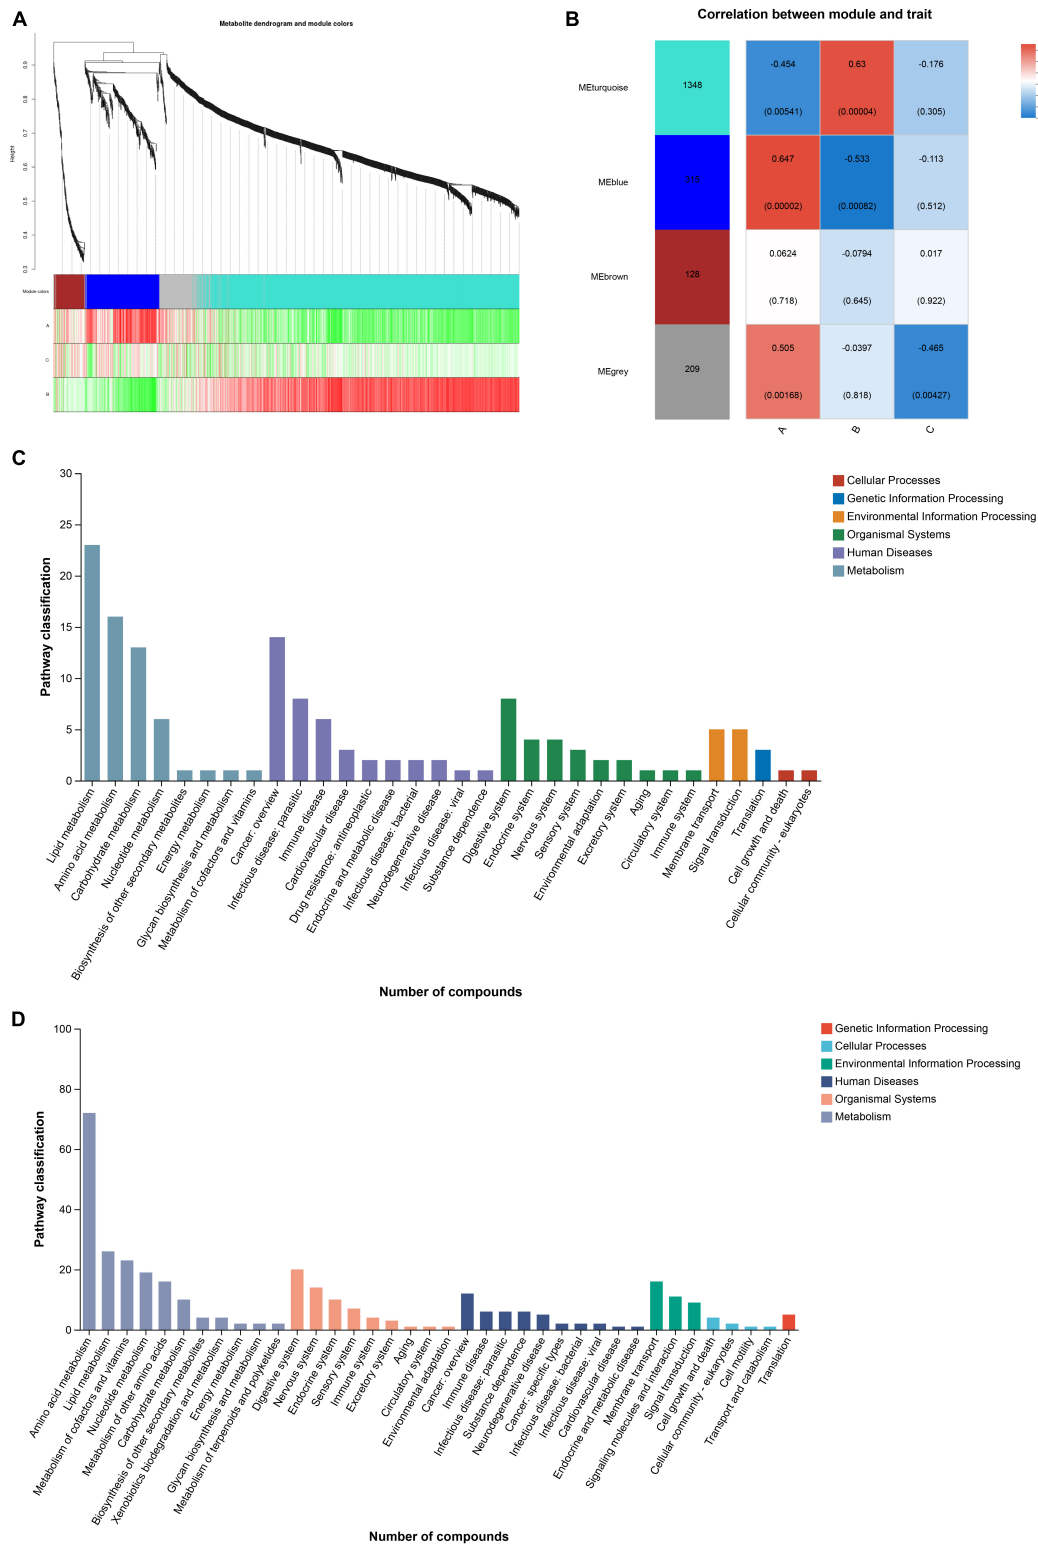 A
Metabolite dendrogram and module colors
Height
0.9
0.8
0.7
0.6
0.5
0.4
0.3
Module colors
A
C
B
B
Correlation between module and trait
MEturquoise
1348
-0.454
0.63
-0.176
(0.00541)
(0.00004)
(0.305)
MEblue
315
0.647
-0.533
-0.113
(0.00002)
(0.00082)
(0.512)
MEbrown
128
0.0624
-0.0794
0.017
(0.718)
(0.645)
(0.922)
MEgrey
209
0.505
-0.0397
-0.465
(0.00168)
(0.818)
(0.00427)
A
B
C
C
Pathway classification
30
25
20
15
10
5
0
Cellular Processes
Genetic Information Processing
Environmental Information Processing
Organismal Systems
Human Diseases
Metabolism
Lipid metabolism
Amino acid metabolism
Carbohydrate metabolism
Nucleotide metabolism
Biosynthesis of other secondary metabolites
Energy metabolism
Glycan biosynthesis and metabolism
Metabolism of cofactors and vitamins
Cancer: overview
Infectious disease: parasitic
Immune disease
Cardiovascular disease
Drug resistance: antineoplastic
Endocrine and metabolic disease
Infectious disease: bacterial
Neurodegenerative disease
Infectious disease: viral
Substance dependence
Digestive system
Endocrine system
Nervous system
Sensory system
Environmental adaptation
Excretory system
Aging
Circulatory system
Immune system
Membrane transport
Signal transduction
Translation
Cell growth and death
Cellular community - eukaryotes
Number of compounds
D
Pathway classification
100
80
60
40
20
0
Genetic Information Processing
Cellular Processes
Environmental Information Processing
Human Diseases
Organismal Systems
Metabolism
Amino acid metabolism
Lipid metabolism
Metabolism of cofactors and vitamins
Nucleotide metabolism
Metabolism of other amino acids
Carbohydrate metabolism
Biosynthesis of other secondary metabolites
Xenobiotics biodegradation and metabolism
Energy metabolism
Glycan biosynthesis and metabolism
Metabolism of terpenoids and polyketides
Digestive system
Nervous system
Endocrine system
Sensory system
Immune system
Excretory system
Aging
Circulatory system
Environmental adaptation
Cancer: overview
Immune disease
Infectious disease: parasitic
Substance dependence
Neurodegenerative disease
Cancer: specific types
Infectious disease: bacterial
Infectious disease: viral
Cardiovascular disease
Endocrine and metabolic disease
Membrane transport
Signaling molecules and interaction
Signal transduction
Cell growth and death
Cellular community - eukaryotes
Cell motility
Transport and catabolism
Translation
Number of compounds